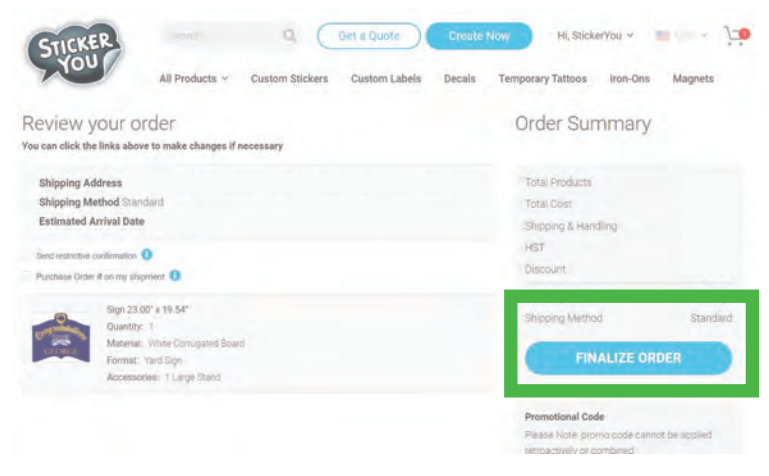 STICKER
YOU
Search
Get a Quote
Create Now
Hi, StickerYou
All Products
Custom Stickers
Custom Labels
Decals
Temporary Tattoos
Iron-Ons
Magnets
Review your order
You can click the links above to make changes if necessary
Shipping Address
Shipping Method Standard
Estimated Arrival Date
Send restrictive confirmation
Purchase Order # on my shipment
Sign 23.00" x 19.54"
Quantity: 1
Material: White Corrugated Board
Format: Yard Sign
Accessories: 1 Large Stand
Congratulations
GEORGE
Order Summary
Total Products
Total Cost
Shipping & Handling
HST
Discount
Shipping Method Standard
FINALIZE ORDER
Promotional Code
Please Note: promo code cannot be applied
retroactively or combined